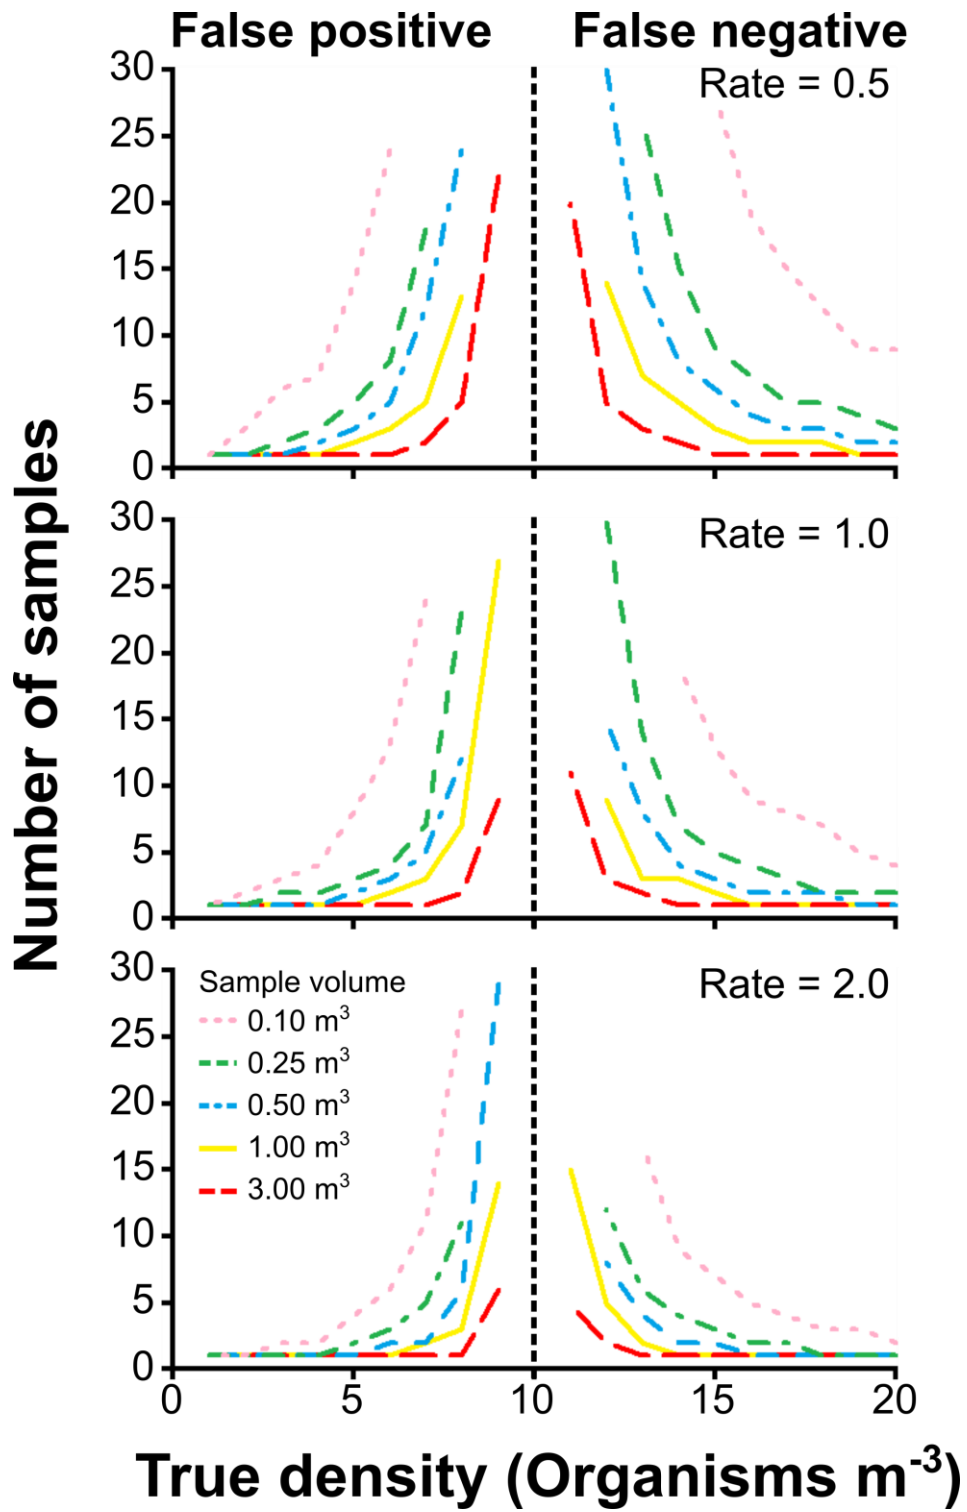 False positive False negative
Rate = 0.5
30
25
20
15
10
5
0
Rate = 1.0
30
25
20
15
10
5
0
Rate = 2.0
30
25
20
15
10
5
0
Sample volume
0.10 m³
0.25 m³
0.50 m³
1.00 m³
3.00 m³
0 5 10 15 20
Number of samples
True density (Organisms m⁻³)